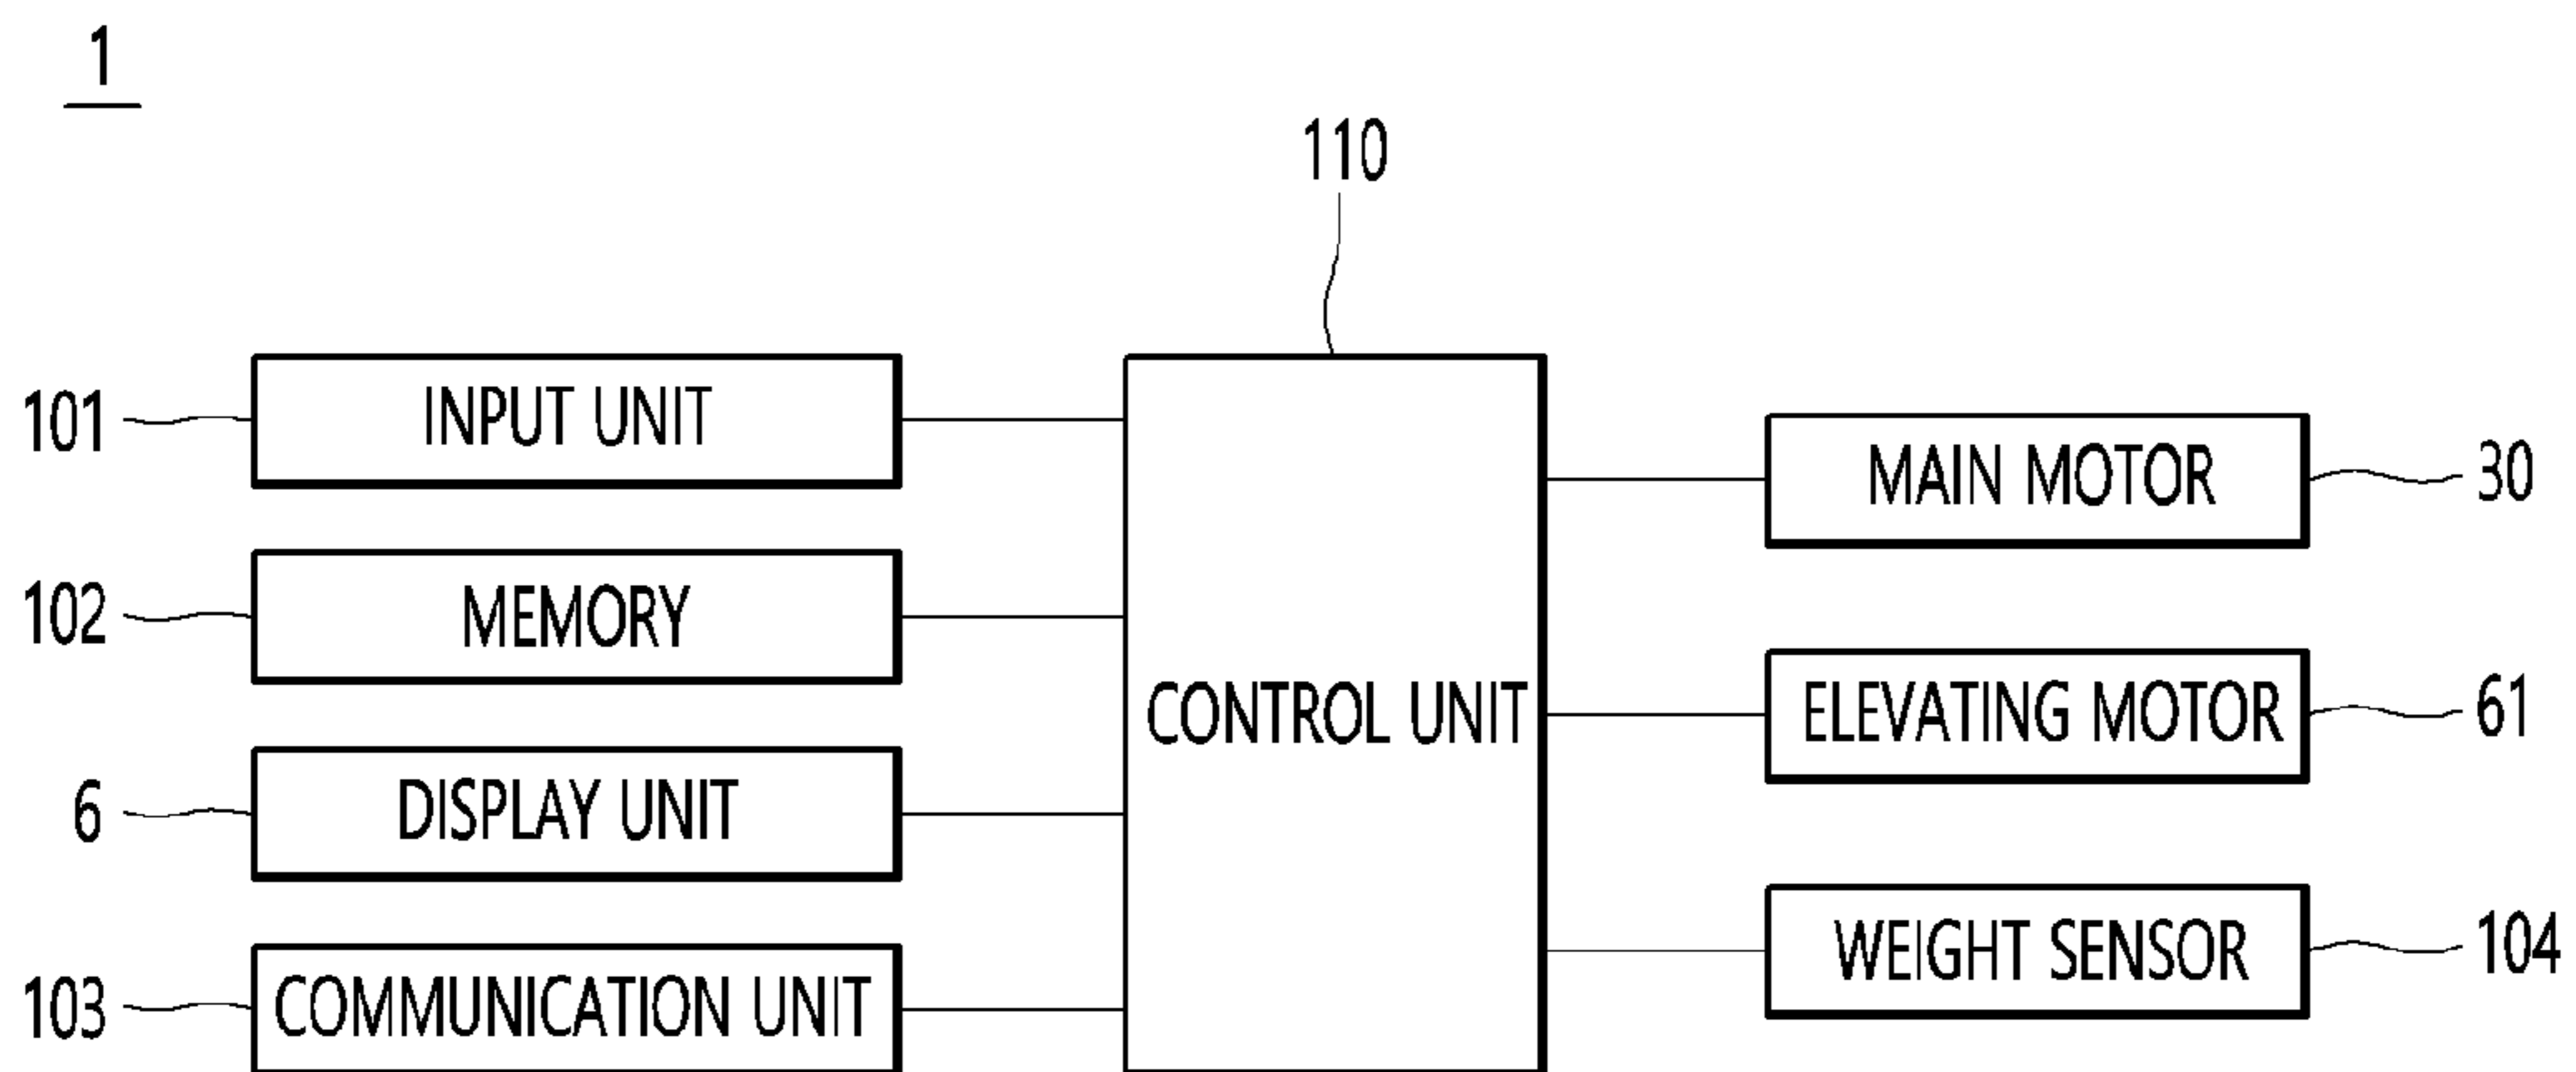 1
110
101 INPUT UNIT
MAIN MOTOR 30
102 MEMORY
CONTROL UNIT
ELEVATING MOTOR 61
6 DISPLAY UNIT
WEIGHT SENSOR 104
103 COMMUNICATION UNIT